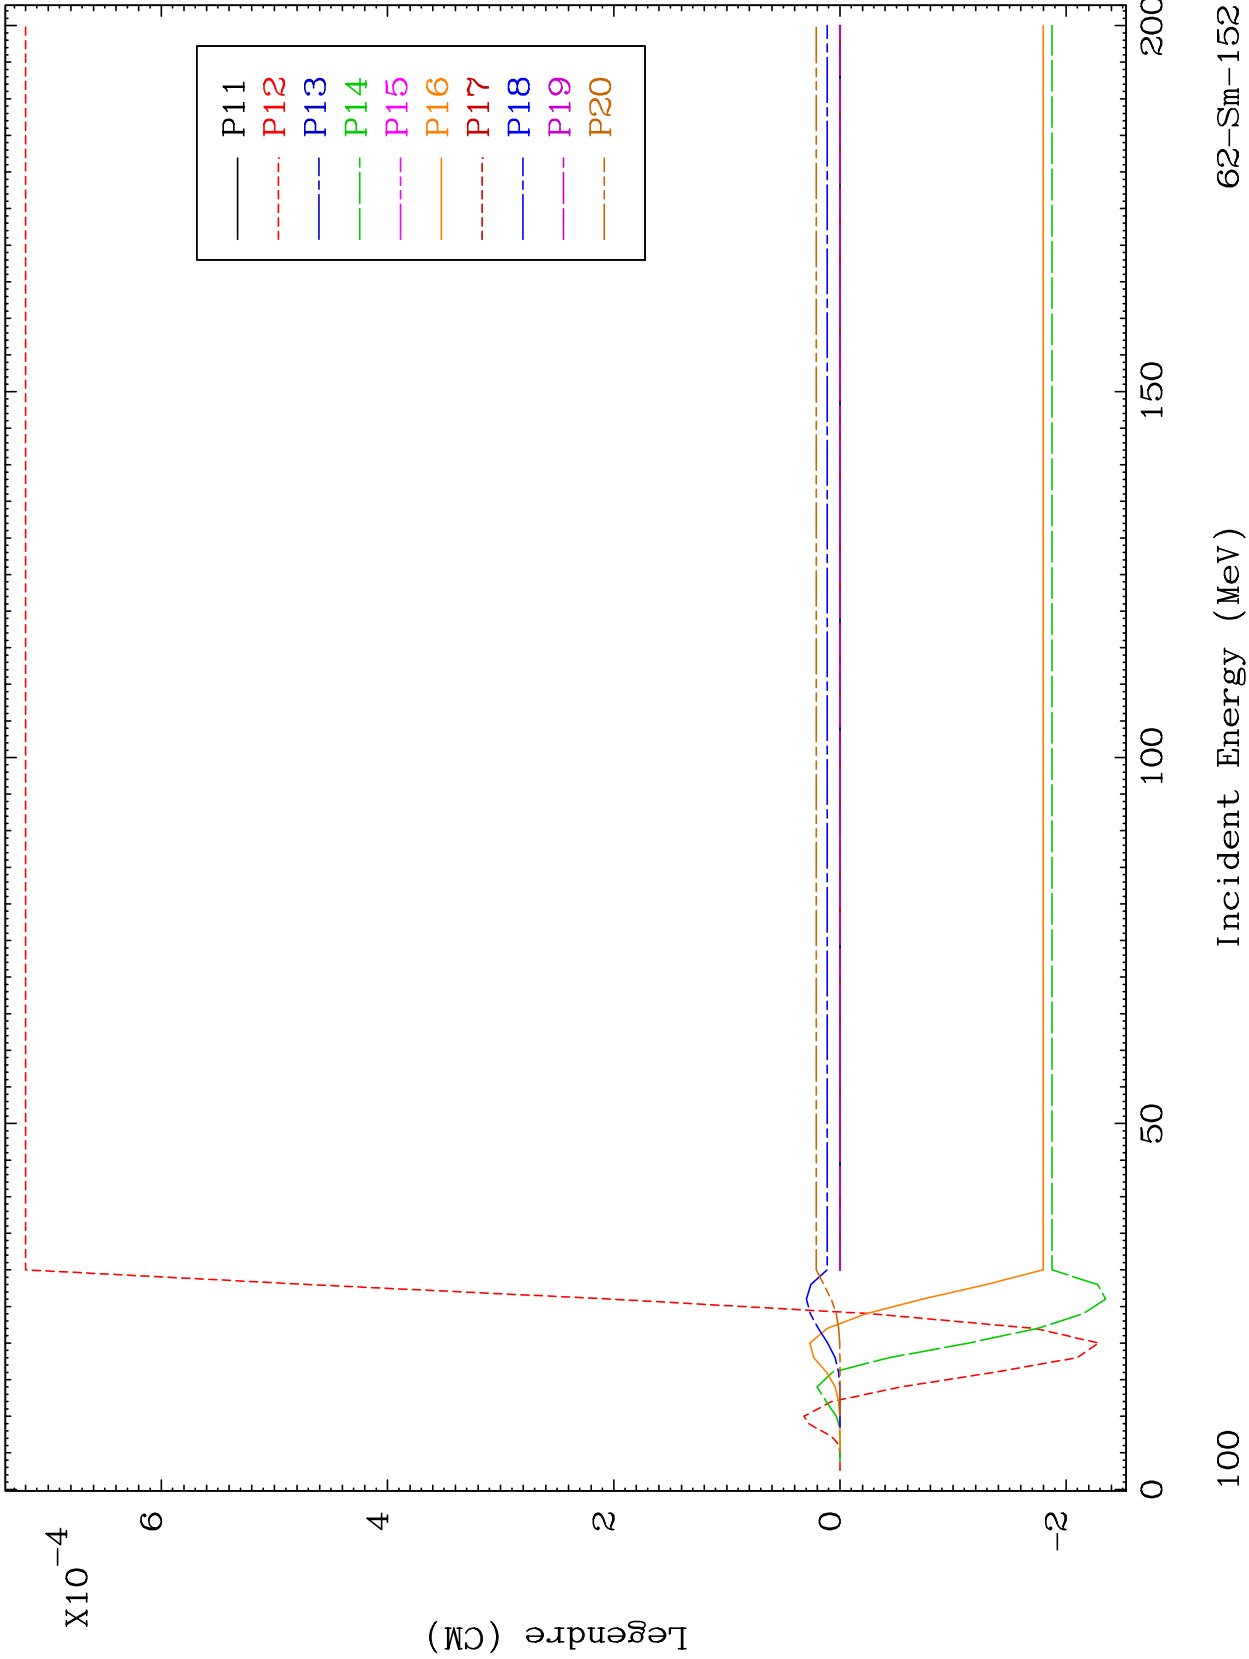 X10-4
Legendre (CM)
6
4
2
0
-2
0
50
100
150
200
Incident Energy (MeV)
P11
P12
P13
P14
P15
P16
P17
P18
P19
P20
100
62-Sm-152